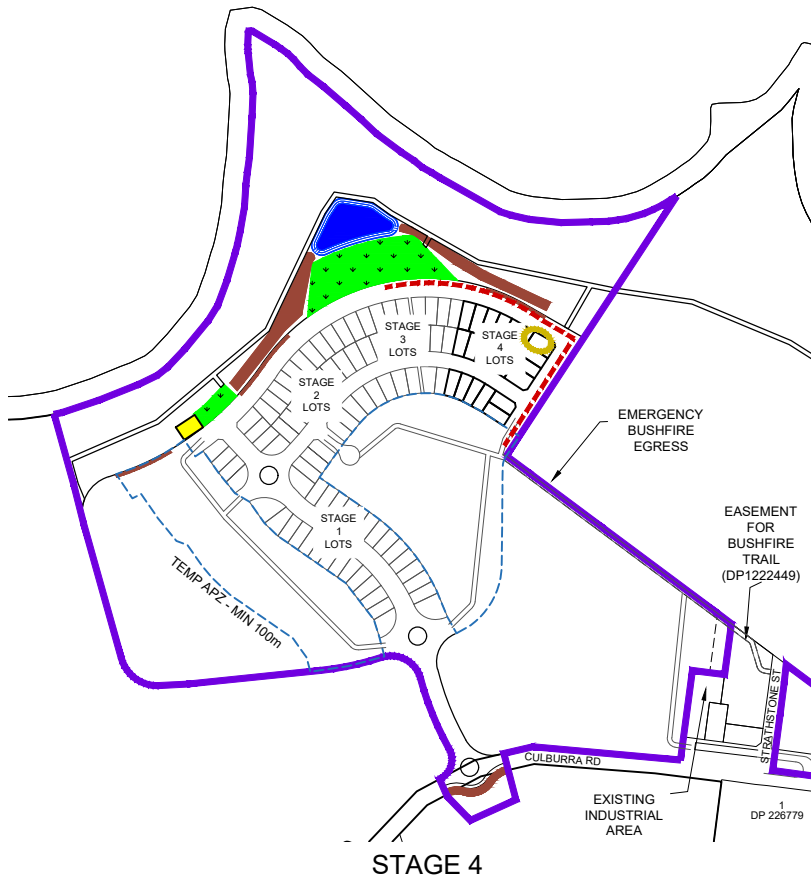 STAGE
3
LOTS
STAGE
4
LOTS
STAGE
2
LOTS
STAGE
1
LOTS
EMERGENCY
BUSHFIRE
EGRESS
EASEMENT
FOR
BUSHFIRE
TRAIL
(DP1222449)
TEMP APZ - MIN 100m
STRATHSTONE ST
CULBURRA RD
EXISTING
INDUSTRIAL
AREA
1
DP 226779
STAGE 4